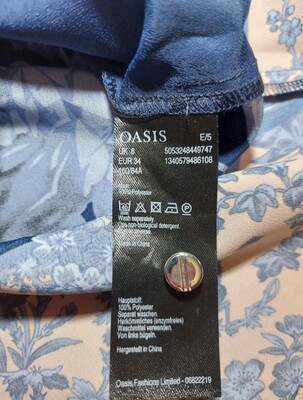 OASIS E/5
UK 8 5053248449747
EUR 34 1340579486108
160/84A
Wash separately
Use non-biological detergent
Made in China
Hauptstoff:
100% Polyester
Separat waschen.
Herkömmliches (enzymfreies)
Waschmittel verwenden.
Von links bügeln.
Hergestellt in China
Oasis Fashions Limited - 06822219